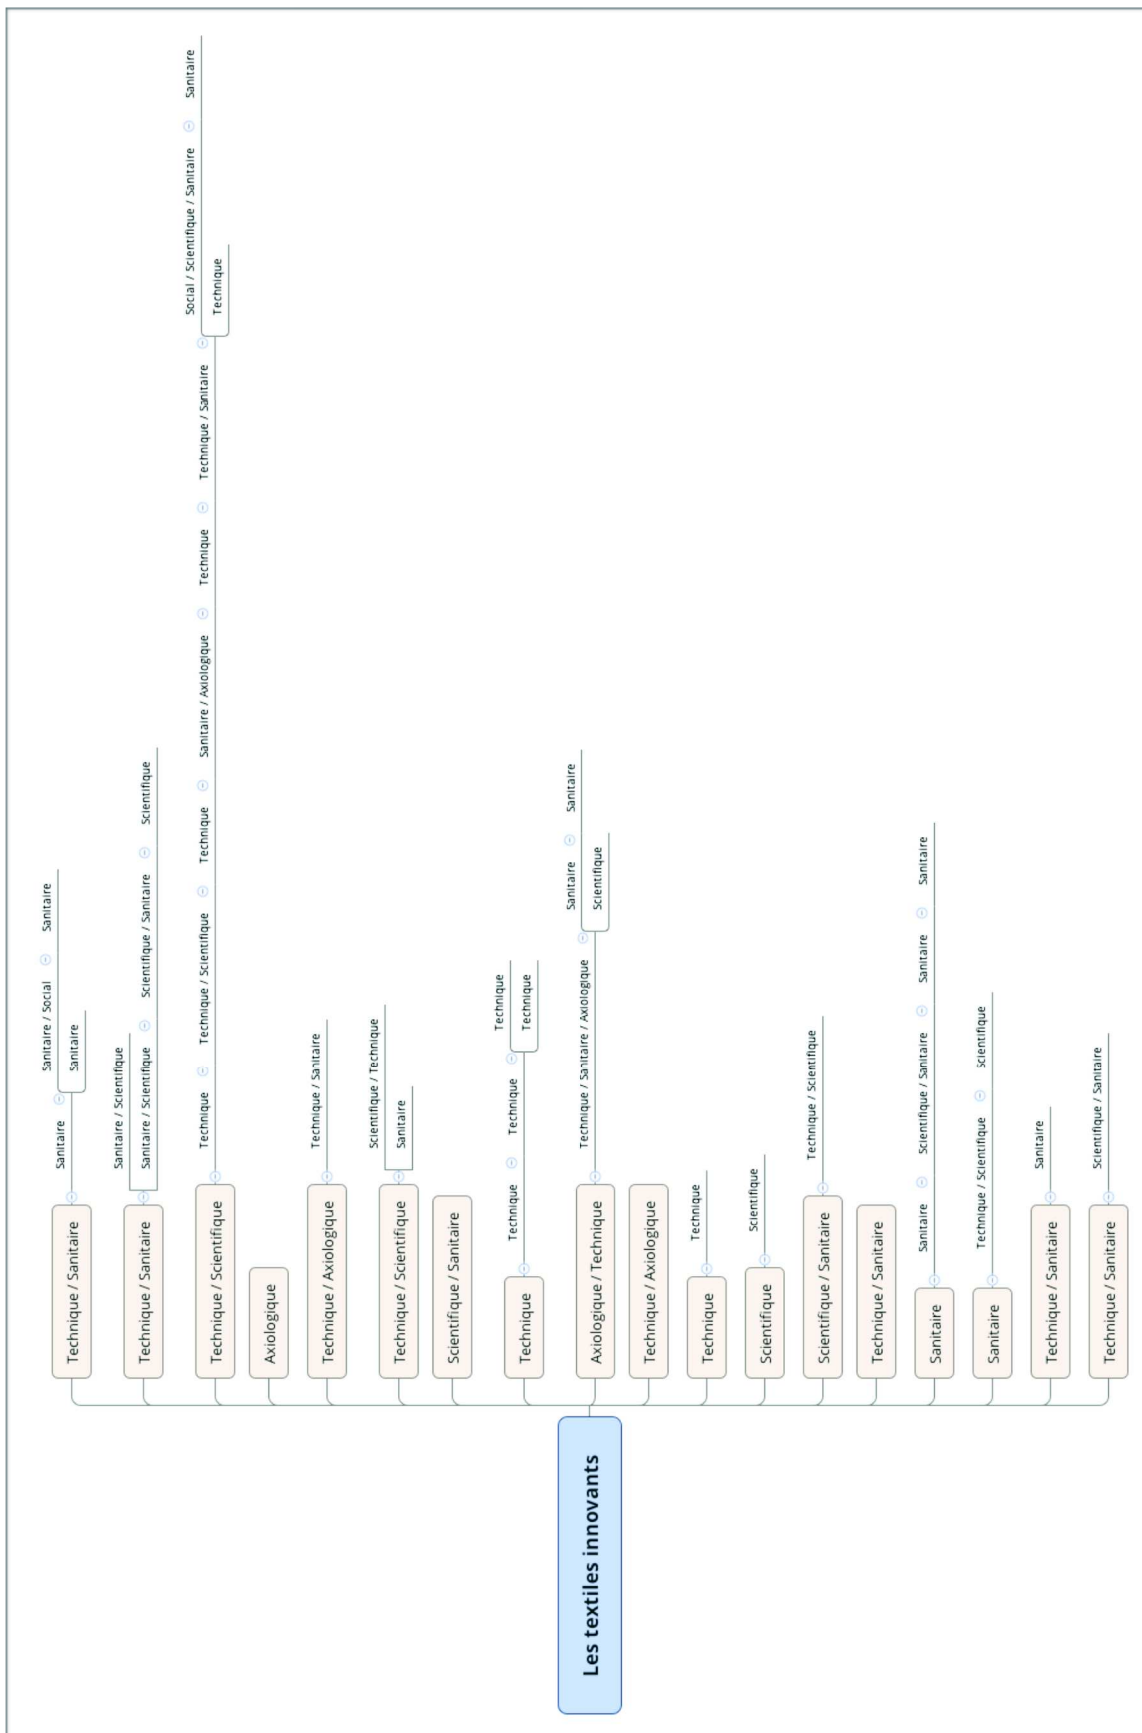 Les textiles innovants
Technique / Sanitaire
Sanitaire
Sanitaire / Social
Sanitaire
Sanitaire
Technique / Sanitaire
Sanitaire / Scientifique
Sanitaire / Scientifique
Scientifique / Sanitaire
Scientifique
Technique / Scientifique
Technique
Technique / Scientifique
Technique
Sanitaire / Axiologique
Technique
Technique / Sanitaire
Social / Scientifique / Sanitaire
Sanitaire
Technique
Axiologique
Technique / Axiologique
Technique / Sanitaire
Technique / Scientifique
Scientifique / Technique
Sanitaire
Scientifique / Sanitaire
Technique
Technique
Technique
Technique
Technique
Axiologique / Technique
Technique / Sanitaire / Axiologique
Sanitaire
Sanitaire
Scientifique
Technique / Axiologique
Technique
Technique
Scientifique
Scientifique
Scientifique / Sanitaire
Technique / Scientifique
Technique / Sanitaire
Sanitaire
Sanitaire
Scientifique / Sanitaire
Sanitaire
Sanitaire
Sanitaire
Technique / Scientifique
Scientifique
Technique / Sanitaire
Sanitaire
Technique / Sanitaire
Scientifique / Sanitaire